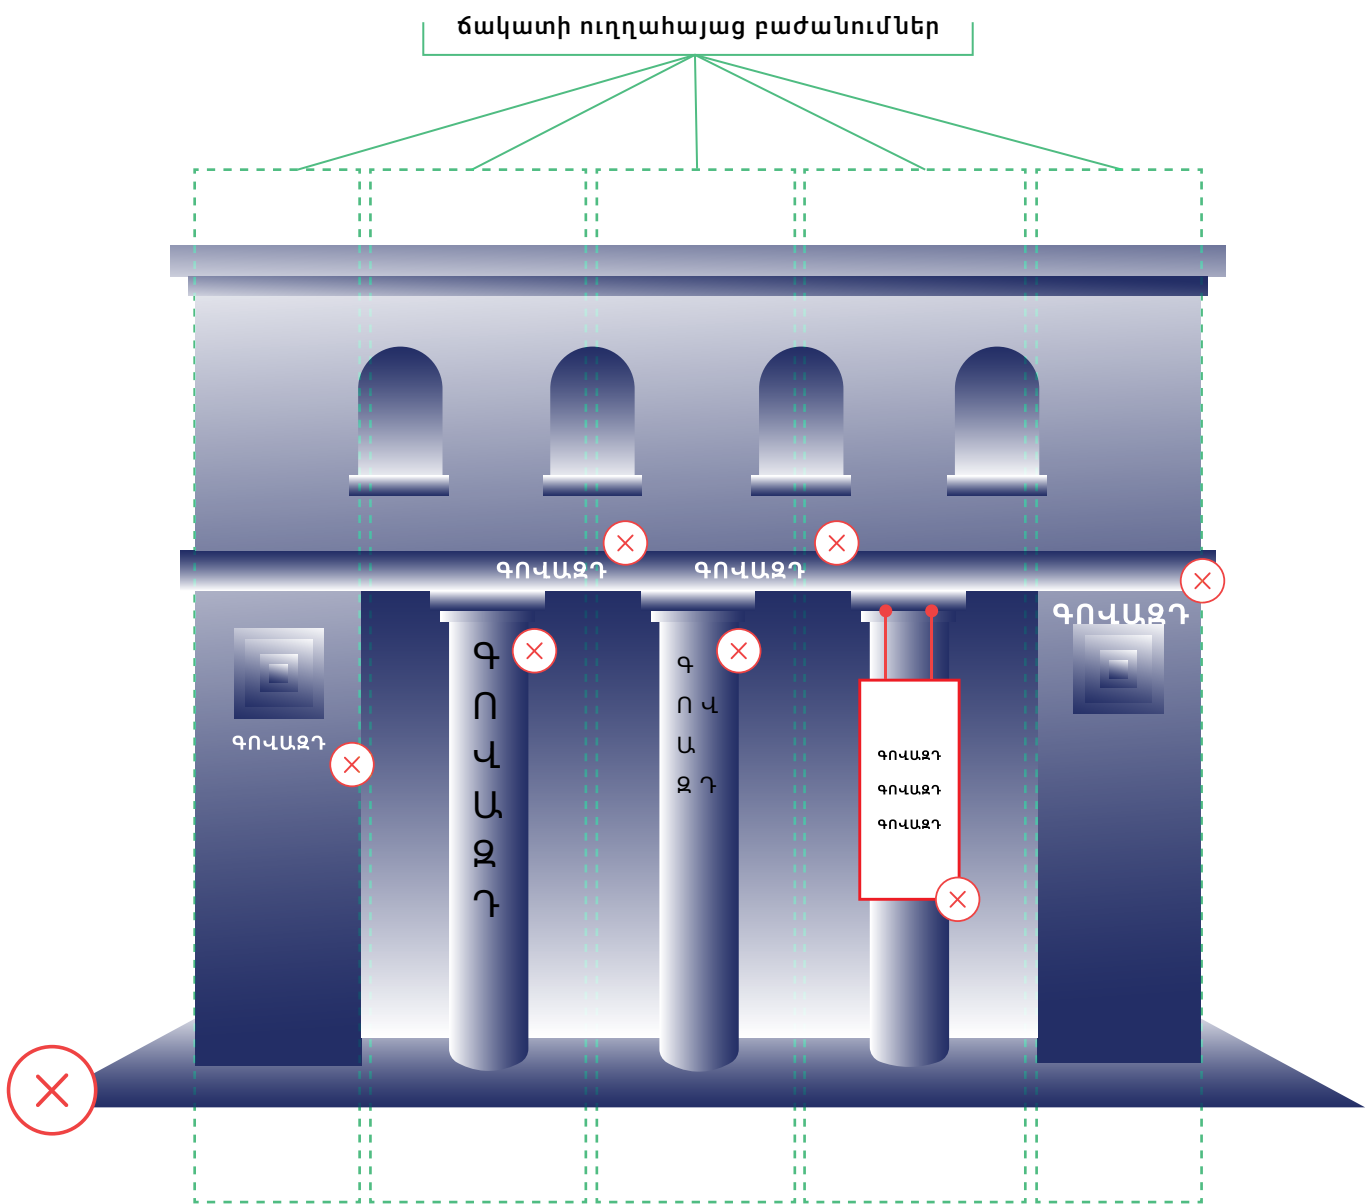 ճակատի ուղղահայաց բաժանումներ
ԳՈՎԱԶԴ ԳՈՎԱԶԴ
ԳՈՎԱԶԴ
ԳՈՎԱԶԴ
Գ
Ո
Վ
Ա
Զ
Դ
Գ
Ո Վ
Ա
Զ Դ
ԳՈՎԱԶԴ
ԳՈՎԱԶԴ
ԳՈՎԱԶԴ